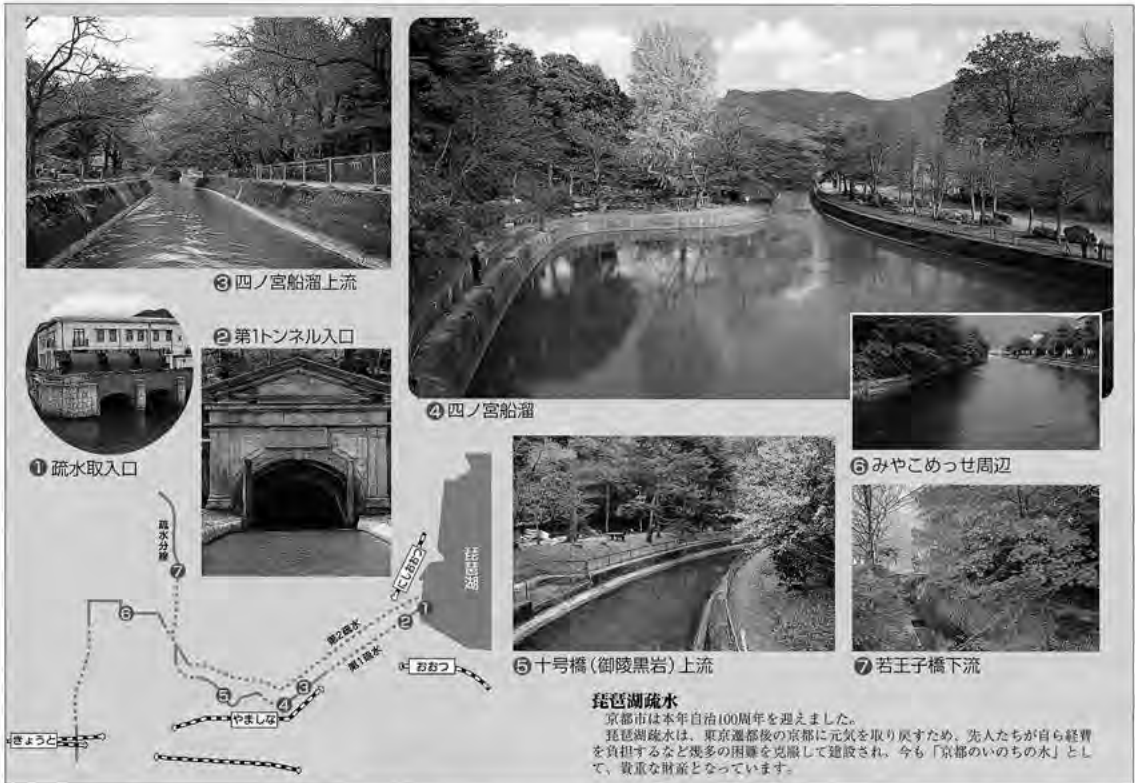 ③ 四ノ宮船溜上流
② 第1トンネル入口
④ 四ノ宮船溜
① 疏水取入口
⑥ みやこめっせ周辺
⑤ 十号橋(御陵黒岩)上流
⑦ 若王子橋下流
疏水分線
⑦
⑥
にしおおつ
琵琶湖
①
②
第2疏水
第1疏水
おおつ
③
④
⑤
やましな
きょうと
琵琶湖疏水
京都市は本年自治100周年を迎えました。
琵琶湖疏水は、東京遷都後の京都に元気を取り戻すため、先人たちが自ら経費
を負担するなど幾多の困難を克服して建設され、今も「京都のいのちの水」とし
て、貴重な財産となっています。